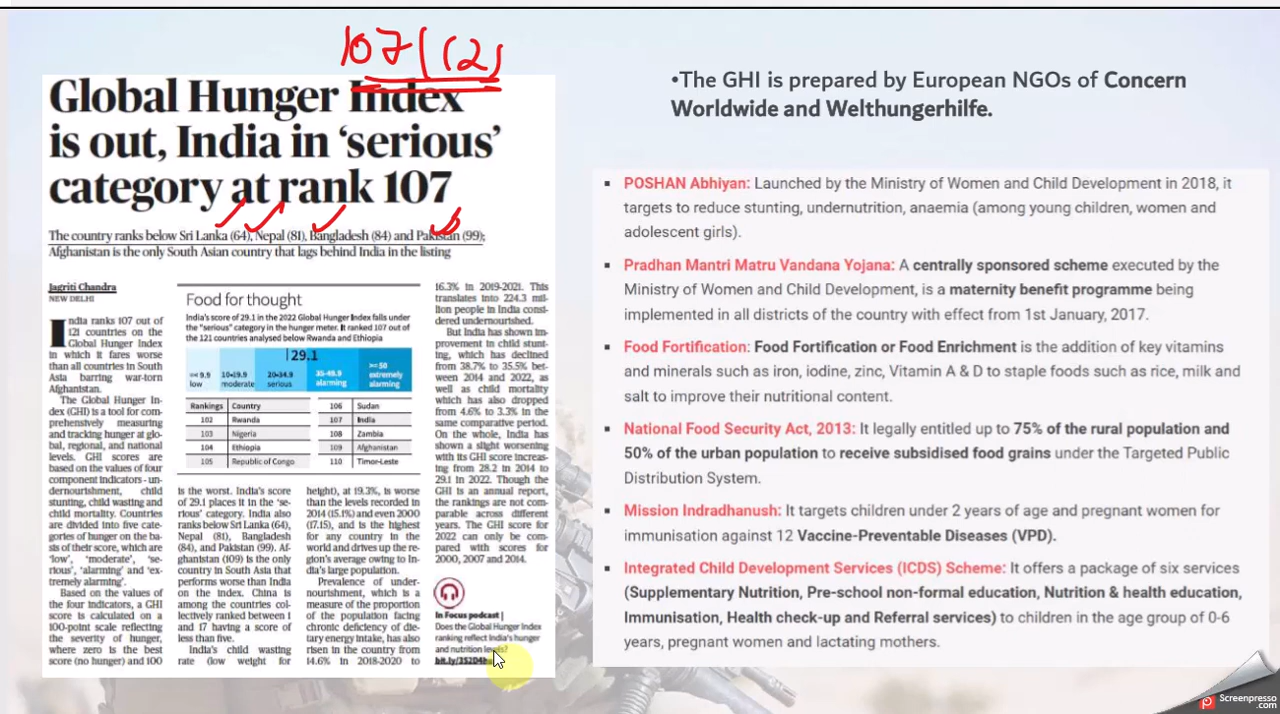 107/(12)
Global Hunger Index
is out, India in ‘serious’
category at rank 107
The country ranks below Sri Lanka (64), Nepal (81), Bangladesh (84) and Pakistan (99);
Afghanistan is the only South Asian country that lags behind India in the listing
Jagriti Chandra
NEW DELHI
India ranks 107 out of
121 countries on the
Global Hunger Index
in which it fares worse
than all countries in South
Asia barring war-torn
Afghanistan.
The Global Hunger In-
dex (GHI) is a tool for com-
prehensively measuring
and tracking hunger at glo-
bal, regional, and national
levels. GHI scores are
based on the values of four
component indicators - un-
dernourishment, child
stunting, child wasting and
child mortality. Countries
are divided into five cate-
gories of hunger on the ba-
sis of their score, which are
‘low’, ‘moderate’, ‘se-
rious’, ‘alarming’ and ‘ex-
tremely alarming’.
Based on the values of
the four indicators, a GHI
score is calculated on a
100-point scale reflecting
the severity of hunger,
where zero is the best
score (no hunger) and 100
Food for thought
India's score of 29.1 in the 2022 Global Hunger Index falls under
the "serious" category in the hunger meter. It ranked 107 out of
the 121 countries analysed below Rwanda and Ethiopia
29.1
<=9.9 10-19.9 20-34.9 35-49.9 >=50
low moderate serious alarming extremely
alarming
Rankings Country
102 Rwanda
103 Nigeria
104 Ethiopia
105 Republic of Congo
106 Sudan
107 India
108 Zambia
109 Afghanistan
110 Timor-Leste
is the worst. India's score
of 29.1 places it in the ‘se-
rious’ category. India also
ranks below Sri Lanka (64),
Nepal (81), Bangladesh
(84), and Pakistan (99). Af-
ghanistan (109) is the only
country in South Asia that
performs worse than India
on the index. China is
among the countries col-
lectively ranked between 1
and 17 having a score of
less than five.
India's child wasting
rate (low weight for
height), at 19.3%, is worse
than the levels recorded in
2014 (15.1%) and even 2000
(17.15), and is the highest
for any country in the
world and drives up the re-
gion's average owing to In-
dia's large population.
Prevalence of under-
nourishment, which is a
measure of the proportion
of the population facing
chronic deficiency of die-
tary energy intake, has also
risen in the country from
14.6% in 2018-2020 to
16.3% in 2019-2021. This
translates into 224.3 mil-
lion people in India consi-
dered undernourished.
But India has shown im-
provement in child stunt-
ing, which has declined
from 38.7% to 35.5% bet-
ween 2014 and 2022, as
well as child mortality
which has also dropped
from 4.6% to 3.3% in the
same comparative period.
On the whole, India has
shown a slight worsening
with its GHI score increas-
ing from 28.2 in 2014 to
29.1 in 2022. Though the
GHI is an annual report,
the rankings are not com-
parable across different
years. The GHI score for
2022 can only be com-
pared with scores for
2000, 2007 and 2014.
In Focus podcast |
Does the Global Hunger Index
ranking reflect India's hunger
and nutrition levels?
•The GHI is prepared by European NGOs of Concern
Worldwide and Welthungerhilfe.
▪ POSHAN Abhiyan: Launched by the Ministry of Women and Child Development in 2018, it
targets to reduce stunting, undernutrition, anaemia (among young children, women and
adolescent girls).
▪ Pradhan Mantri Matru Vandana Yojana: A centrally sponsored scheme executed by the
Ministry of Women and Child Development, is a maternity benefit programme being
implemented in all districts of the country with effect from 1st January, 2017.
▪ Food Fortification: Food Fortification or Food Enrichment is the addition of key vitamins
and minerals such as iron, iodine, zinc, Vitamin A & D to staple foods such as rice, milk and
salt to improve their nutritional content.
▪ National Food Security Act, 2013: It legally entitled up to 75% of the rural population and
50% of the urban population to receive subsidised food grains under the Targeted Public
Distribution System.
▪ Mission Indradhanush: It targets children under 2 years of age and pregnant women for
immunisation against 12 Vaccine-Preventable Diseases (VPD).
▪ Integrated Child Development Services (ICDS) Scheme: It offers a package of six services
(Supplementary Nutrition, Pre-school non-formal education, Nutrition & health education,
Immunisation, Health check-up and Referral services) to children in the age group of 0-6
years, pregnant women and lactating mothers.
Screenpresso
.com